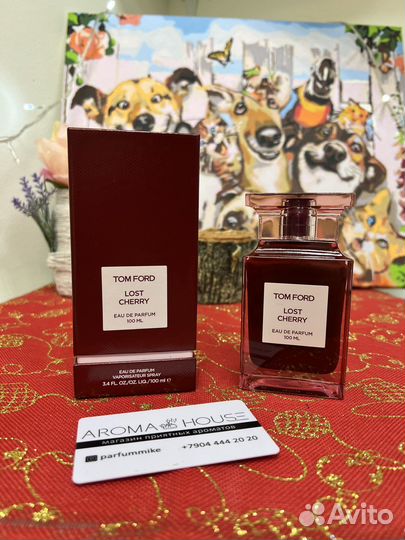 TOM FORD
LOST
CHERRY
EAU DE PARFUM
100 ML
EAU DE PARFUM
VAPORISATEUR SPRAY
3.4 FL. OZ./OZ. LIQ./100 ml ℮
TOM FORD
LOST
CHERRY
EAU DE PARFUM
100 ML
AROMA HOUSE
магазин приятных ароматов
parfummike +7904 444 20 20
Avito